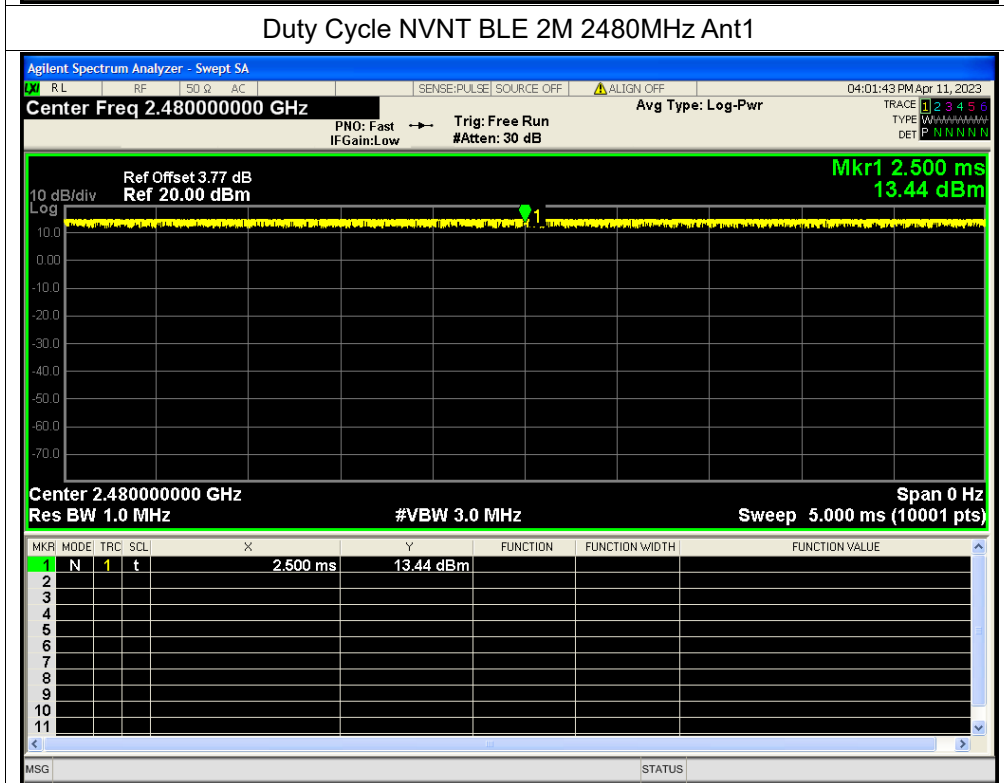 Duty Cycle NVNT BLE 2M 2480MHz Ant1
Agilent Spectrum Analyzer - Swept SA
LXI RL RF 50 Ω AC SENSE:PULSE SOURCE OFF ALIGN OFF 04:01:43 PM Apr 11, 2023
Center Freq 2.480000000 GHz Avg Type: Log-Pwr TRACE 1 2 3 4 5 6
PNO: Fast Trig: Free Run TYPE WWWWWW
IFGain:Low #Atten: 30 dB DET P N N N N N
Mkr1 2.500 ms
13.44 dBm
Ref Offset 3.77 dB
10 dB/div Ref 20.00 dBm
Log
1
10.0
0.00
-10.0
-20.0
-30.0
-40.0
-50.0
-60.0
-70.0
Center 2.480000000 GHz Span 0 Hz
Res BW 1.0 MHz #VBW 3.0 MHz Sweep 5.000 ms (10001 pts)
MKR MODE TRC SCL X Y FUNCTION FUNCTION WIDTH FUNCTION VALUE
1 N 1 t 2.500 ms 13.44 dBm
2
3
4
5
6
7
8
9
10
11
MSG STATUS